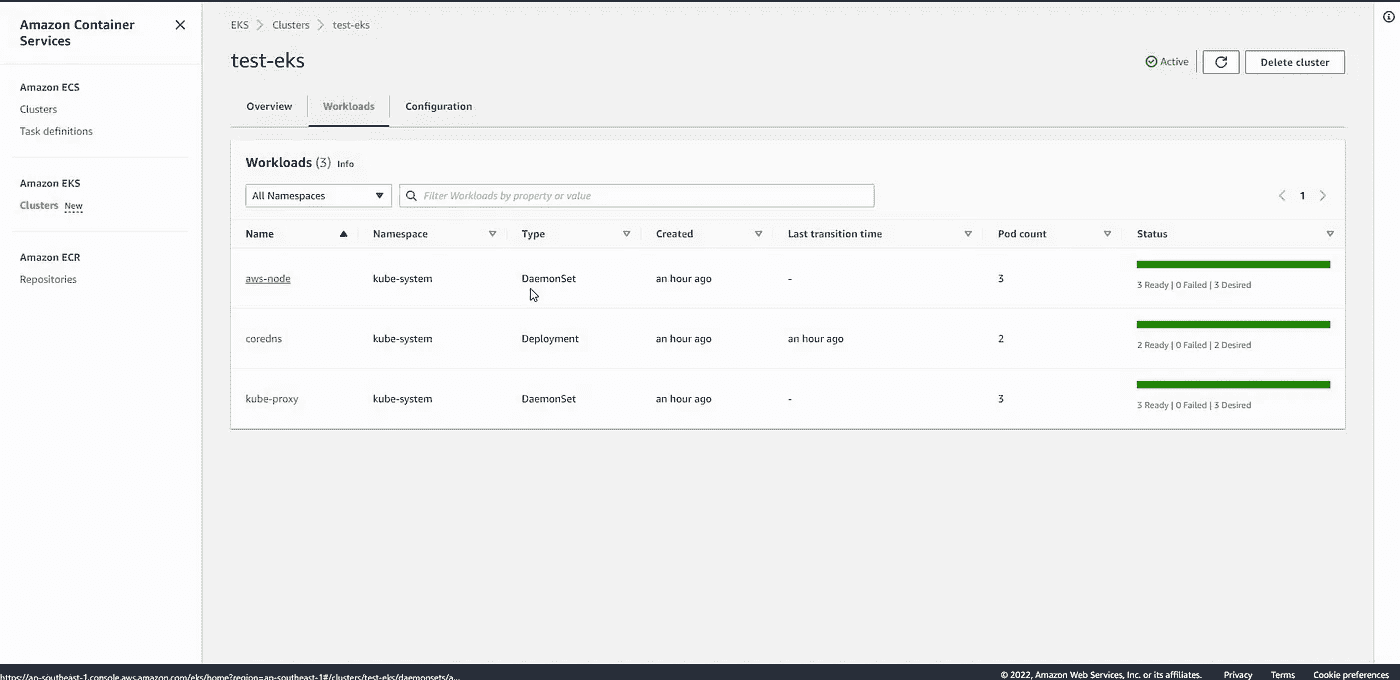 Amazon Container
Services
Amazon ECS
Clusters
Task definitions
Amazon EKS
Clusters New
Amazon ECR
Repositories
EKS Clusters test-eks
test-eks
Active Delete cluster
Overview Workloads Configuration
Workloads (3) Info
All Namespaces Filter Workloads by property or value 1
Name Namespace Type Created Last transition time Pod count Status
aws-node kube-system DaemonSet an hour ago - 3
3 Ready | 0 Failed | 3 Desired
coredns kube-system Deployment an hour ago an hour ago 2
2 Ready | 0 Failed | 2 Desired
kube-proxy kube-system DaemonSet an hour ago - 3
3 Ready | 0 Failed | 3 Desired
https://ap-southeast-1.console.aws.amazon.com/eks/home?region=ap-southeast-1#/clusters/test-eks/daemonsets/a...
© 2022, Amazon Web Services, Inc. or its affiliates. Privacy Terms Cookie preferences